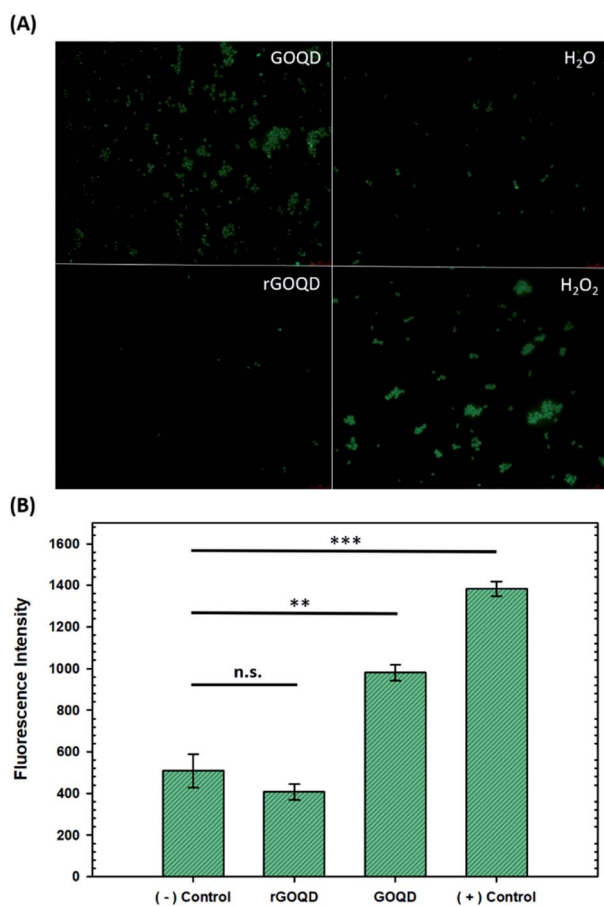 (A)
GOQD
H₂O
rGOQD
H₂O₂
(B)
1600
1400
1200
1000
800
600
400
200
0
Fluorescence Intensity
***
**
n.s.
( - ) Control
rGOQD
GOQD
( + ) Control